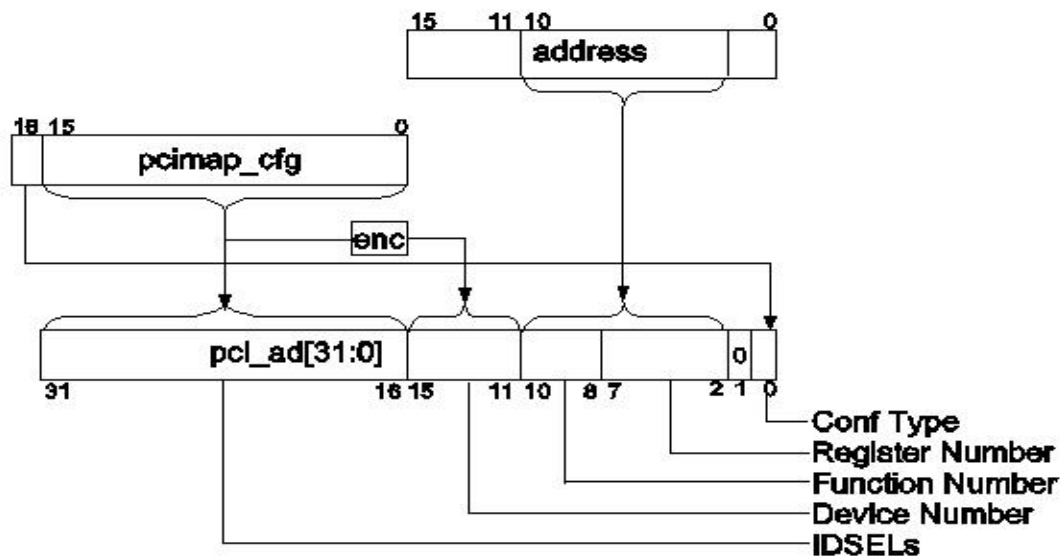 15 11 10 0
address
16 15 0
pcimap_cfg
enc
pci_ad[31:0] 0
31 16 15 11 10 8 7 2 1 0
Conf Type
Register Number
Function Number
Device Number
IDSELs